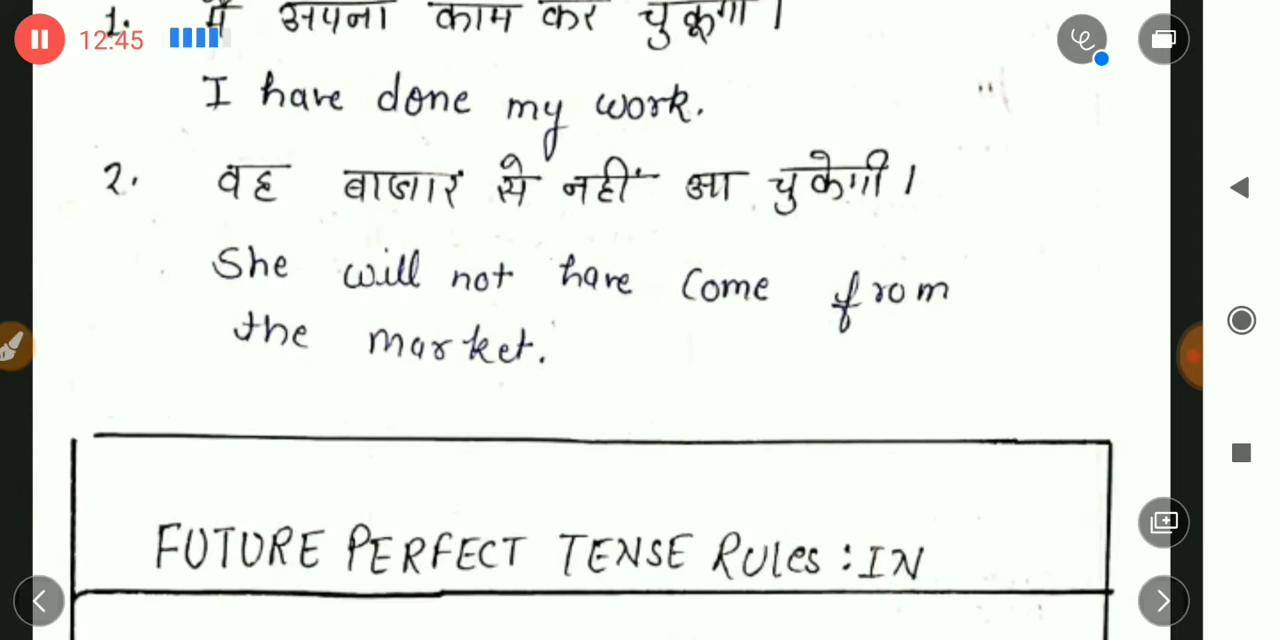 12:45
1. मैं अपना काम कर चुकूंगा।
I have done my work.
2. वह बाजार से नहीं आ चुकेगी।
She will not have come from
the market.
FUTURE PERFECT TENSE RULES : IN